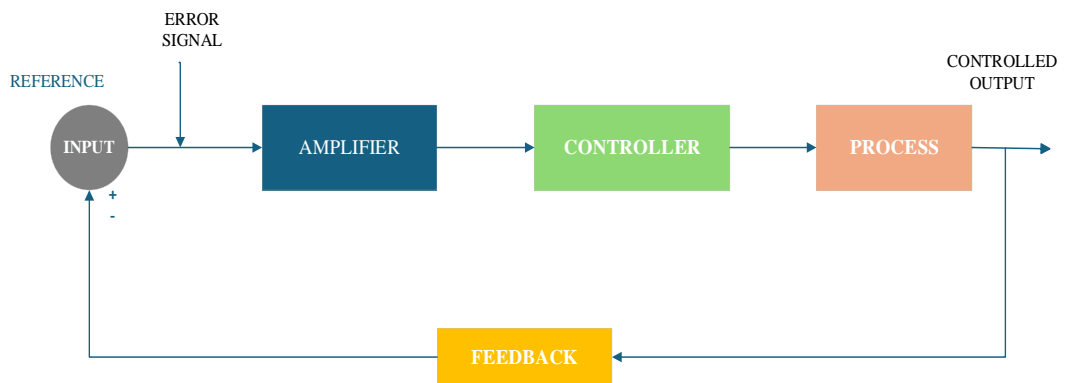 ERROR
SIGNAL
REFERENCE
CONTROLLED
OUTPUT
INPUT
AMPLIFIER
CONTROLLER
PROCESS
+
-
FEEDBACK